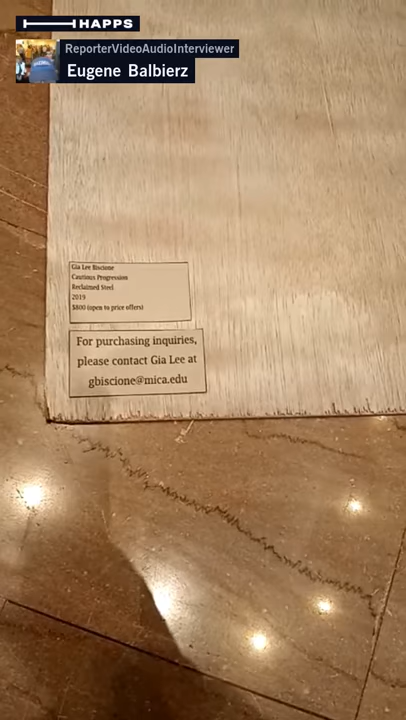 HAPPS
ReporterVideoAudioInterviewer
Eugene Balbierz
Gia Lee Biscione
Cautious Progression
Reclaimed Steel
2019
$800 (open to price offers)
For purchasing inquiries,
please contact Gia Lee at
gbiscione@mica.edu